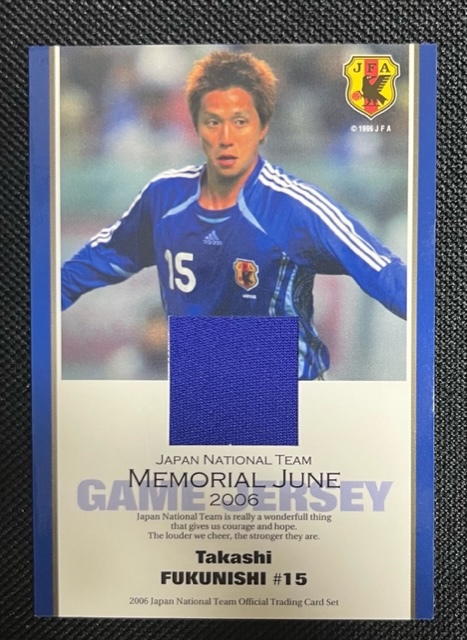 JFA
© 1996 J F A
adidas
15
JAPAN NATIONAL TEAM
MEMORIAL JUNE
2006
GAME JERSEY
Japan National Team is really a wonderfull thing
that gives us courage and hope.
The louder we cheer, the stronger they are.
Takashi
FUKUNISHI #15
2006 Japan National Team Official Trading Card Set